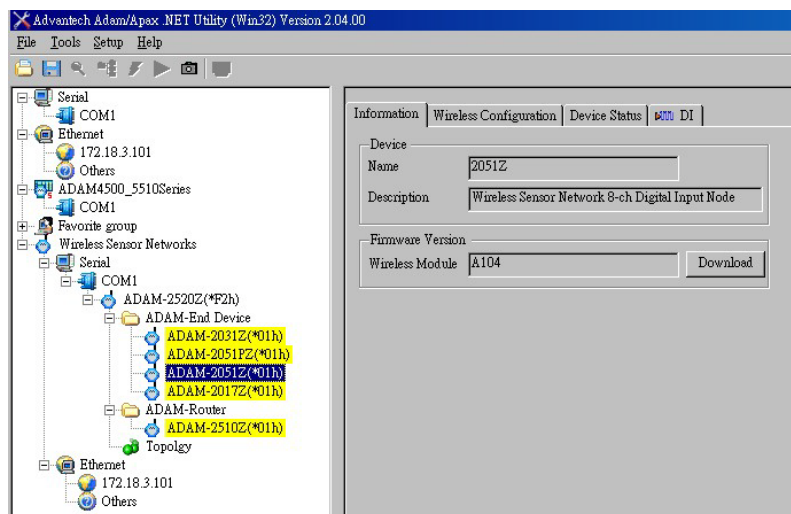 Advantech Adam/Apax .NET Utility (Win32) Version 2.04.00
File Tools Setup Help
Serial
COM1
Ethernet
172.18.3.101
Others
ADAM4500_5510Series
COM1
Favorite group
Wireless Sensor Networks
Serial
COM1
ADAM-2520Z(*F2h)
ADAM-End Device
ADAM-2031Z(*01h)
ADAM-2051PZ(*01h)
ADAM-2051Z(*01h)
ADAM-2017Z(*01h)
ADAM-Router
ADAM-2510Z(*01h)
Topolgy
Ethernet
172.18.3.101
Others
Information Wireless Configuration Device Status DI
Device
Name 2051Z
Description Wireless Sensor Network 8-ch Digital Input Node
Firmware Version
Wireless Module A104 Download